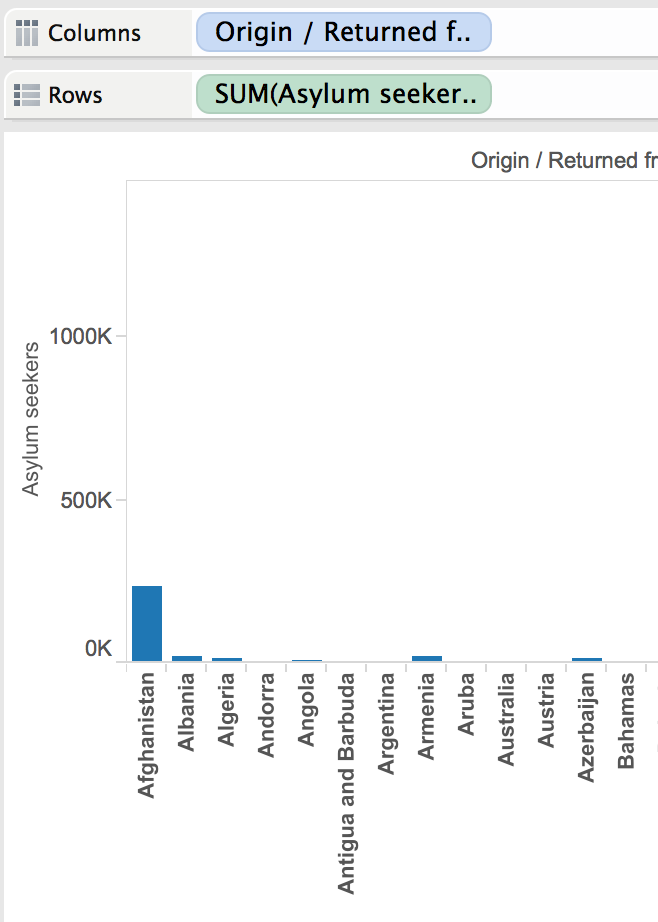 Columns
Origin / Returned f..
Rows
SUM(Asylum seeker..
Origin / Returned fr
Asylum seekers
1000K
500K
0K
Afghanistan
Albania
Algeria
Andorra
Angola
Antigua and Barbuda
Argentina
Armenia
Aruba
Australia
Austria
Azerbaijan
Bahamas